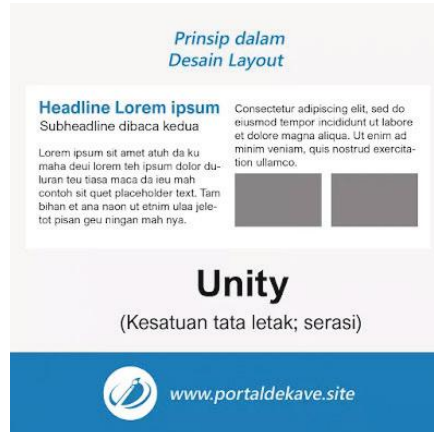 Prinsip dalam
Desain Layout
Headline Lorem ipsum
Subheadline dibaca kedua
Lorem ipsum sit amet atuh da ku
maha deui lorem teh ipsum dolor du-
luran teu tiasa maca da ieu mah
contoh sit quet placeholder text. Tam
bihan et ana naon ut etnim ulaa jele-
tot pisan geu ningan mah nya.
Consectetur adipiscing elit, sed do
eiusmod tempor incididunt ut labore
et dolore magna aliqua. Ut enim ad
minim veniam, quis nostrud exercita-
tion ullamco.
Unity
(Kesatuan tata letak; serasi)
www.portaldekave.site